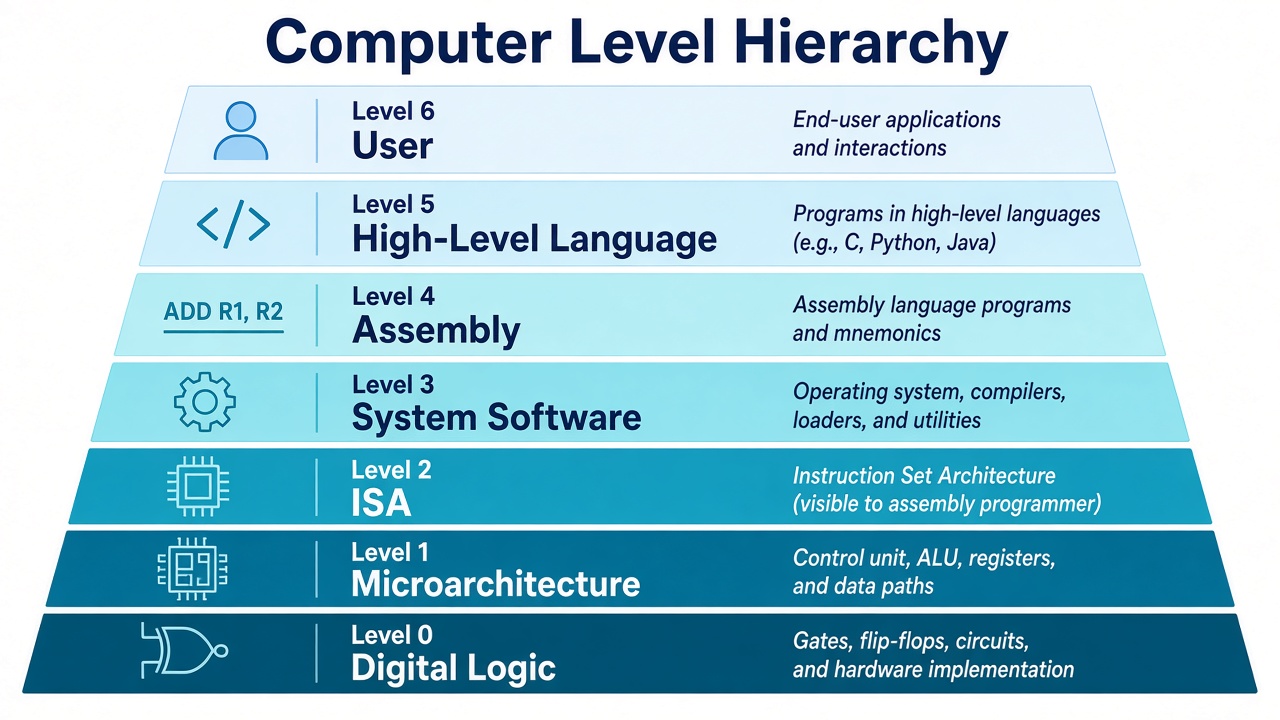 Computer Level Hierarchy
Level 6
User
End-user applications
and interactions
Level 5
High-Level Language
Programs in high-level languages
(e.g., C, Python, Java)
ADD R1, R2
Level 4
Assembly
Assembly language programs
and mnemonics
Level 3
System Software
Operating system, compilers,
loaders, and utilities
Level 2
ISA
Instruction Set Architecture
(visible to assembly programmer)
Level 1
Microarchitecture
Control unit, ALU, registers,
and data paths
Level 0
Digital Logic
Gates, flip-flops, circuits,
and hardware implementation